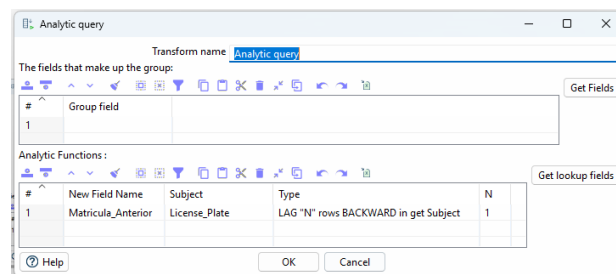 Analytic query
Transform name Analytic query
The fields that make up the group:
Get Fields
# Group field
1
Analytic Functions :
Get lookup fields
# New Field Name Subject Type N
1 Matricula_Anterior License_Plate LAG "N" rows BACKWARD in get Subject 1
Help OK Cancel